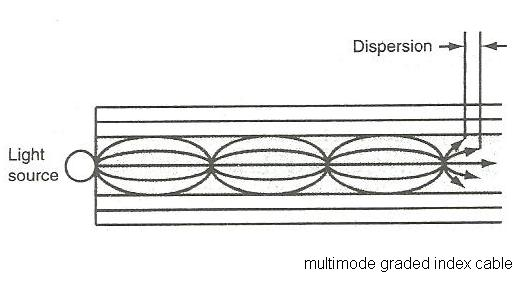 Dispersion
Light
source
multimode graded index cable